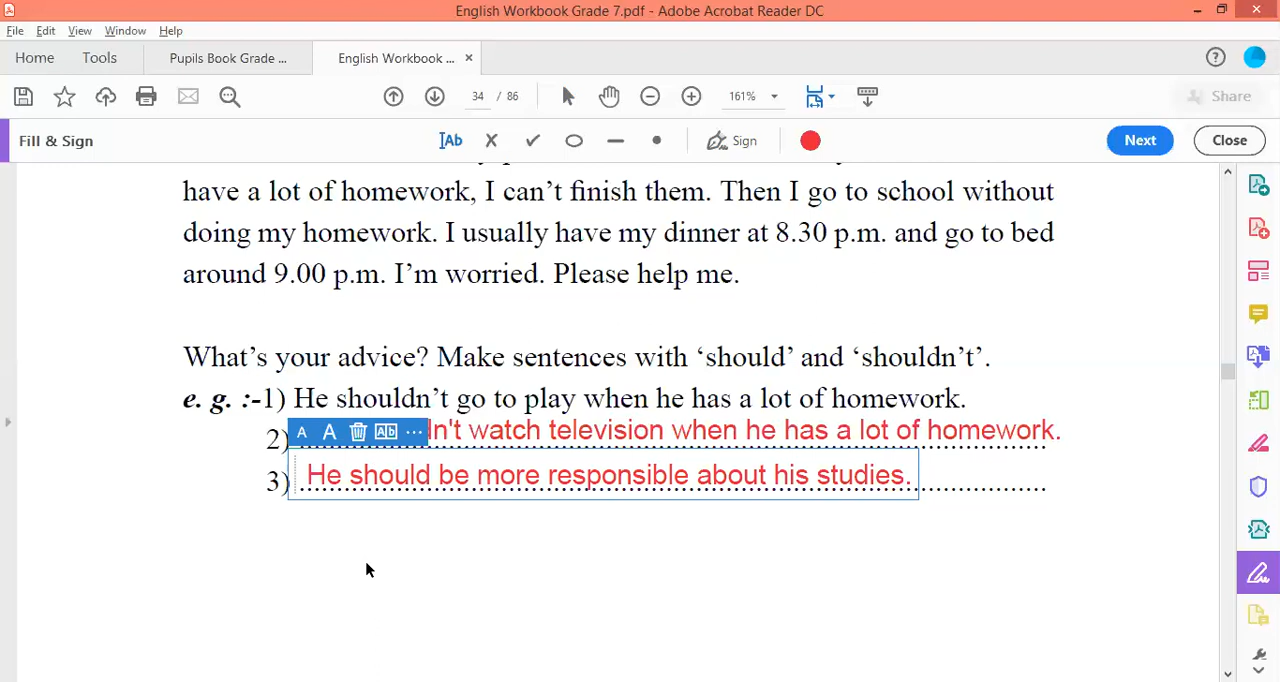 English Workbook Grade 7.pdf - Adobe Acrobat Reader DC
File Edit View Window Help
Home Tools Pupils Book Grade ... English Workbook ... ×
34 / 86 161% Share
Fill & Sign Ab Sign Next Close
have a lot of homework, I can’t finish them. Then I go to school without
doing my homework. I usually have my dinner at 8.30 p.m. and go to bed
around 9.00 p.m. I’m worried. Please help me.
What’s your advice? Make sentences with ‘should’ and ‘shouldn’t’.
e. g. :-1) He shouldn’t go to play when he has a lot of homework.
2) A A AB ... n't watch television when he has a lot of homework.
3) He should be more responsible about his studies.